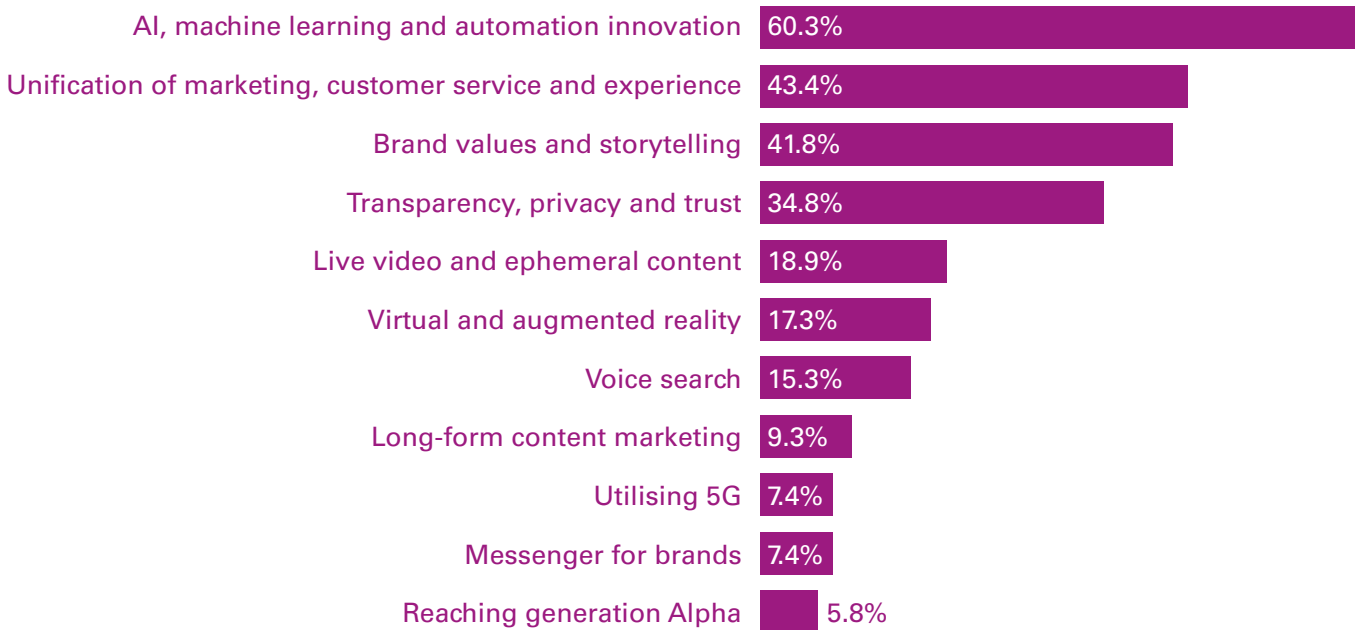 AI, machine learning and automation innovation 60.3%
Unification of marketing, customer service and experience 43.4%
Brand values and storytelling 41.8%
Transparency, privacy and trust 34.8%
Live video and ephemeral content 18.9%
Virtual and augmented reality 17.3%
Voice search 15.3%
Long-form content marketing 9.3%
Utilising 5G 7.4%
Messenger for brands 7.4%
Reaching generation Alpha 5.8%